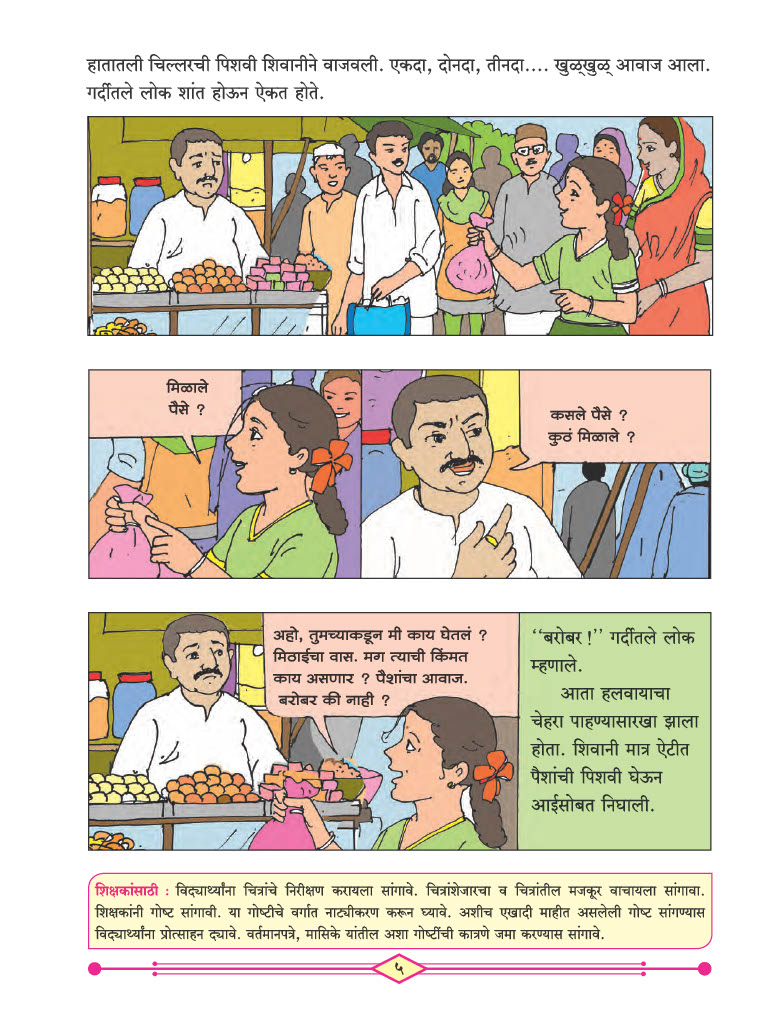 हातातली चिल्लरची पिशवी शिवानीने वाजवली. एकदा, दोनदा, तीनदा.... खुळ्खुळ् आवाज आला.
गर्दीतले लोक शांत होऊन ऐकत होते.
मिळाले
पैसे ?
कसले पैसे ?
कुठं मिळाले ?
अहो, तुमच्याकडून मी काय घेतलं ?
मिठाईचा वास. मग त्याची किंमत
काय असणार ? पैशांचा आवाज.
बरोबर की नाही ?
‘‘बरोबर !’’ गर्दीतले लोक
म्हणाले.
आता हलवायाचा
चेहरा पाहण्यासारखा झाला
होता. शिवानी मात्र ऐटीत
पैशांची पिशवी घेऊन
आईसोबत निघाली.
शिक्षकांसाठी : विद्यार्थ्यांना चित्रांचे निरीक्षण करायला सांगावे. चित्रांशेजारचा व चित्रांतील मजकूर वाचायला सांगावा.
शिक्षकांनी गोष्ट सांगावी. या गोष्टीचे वर्गात नाट्यीकरण करून घ्यावे. अशीच एखादी माहीत असलेली गोष्ट सांगण्यास
विद्यार्थ्यांना प्रोत्साहन द्यावे. वर्तमानपत्रे, मासिके यांतील अशा गोष्टींची कात्रणे जमा करण्यास सांगावे.
५